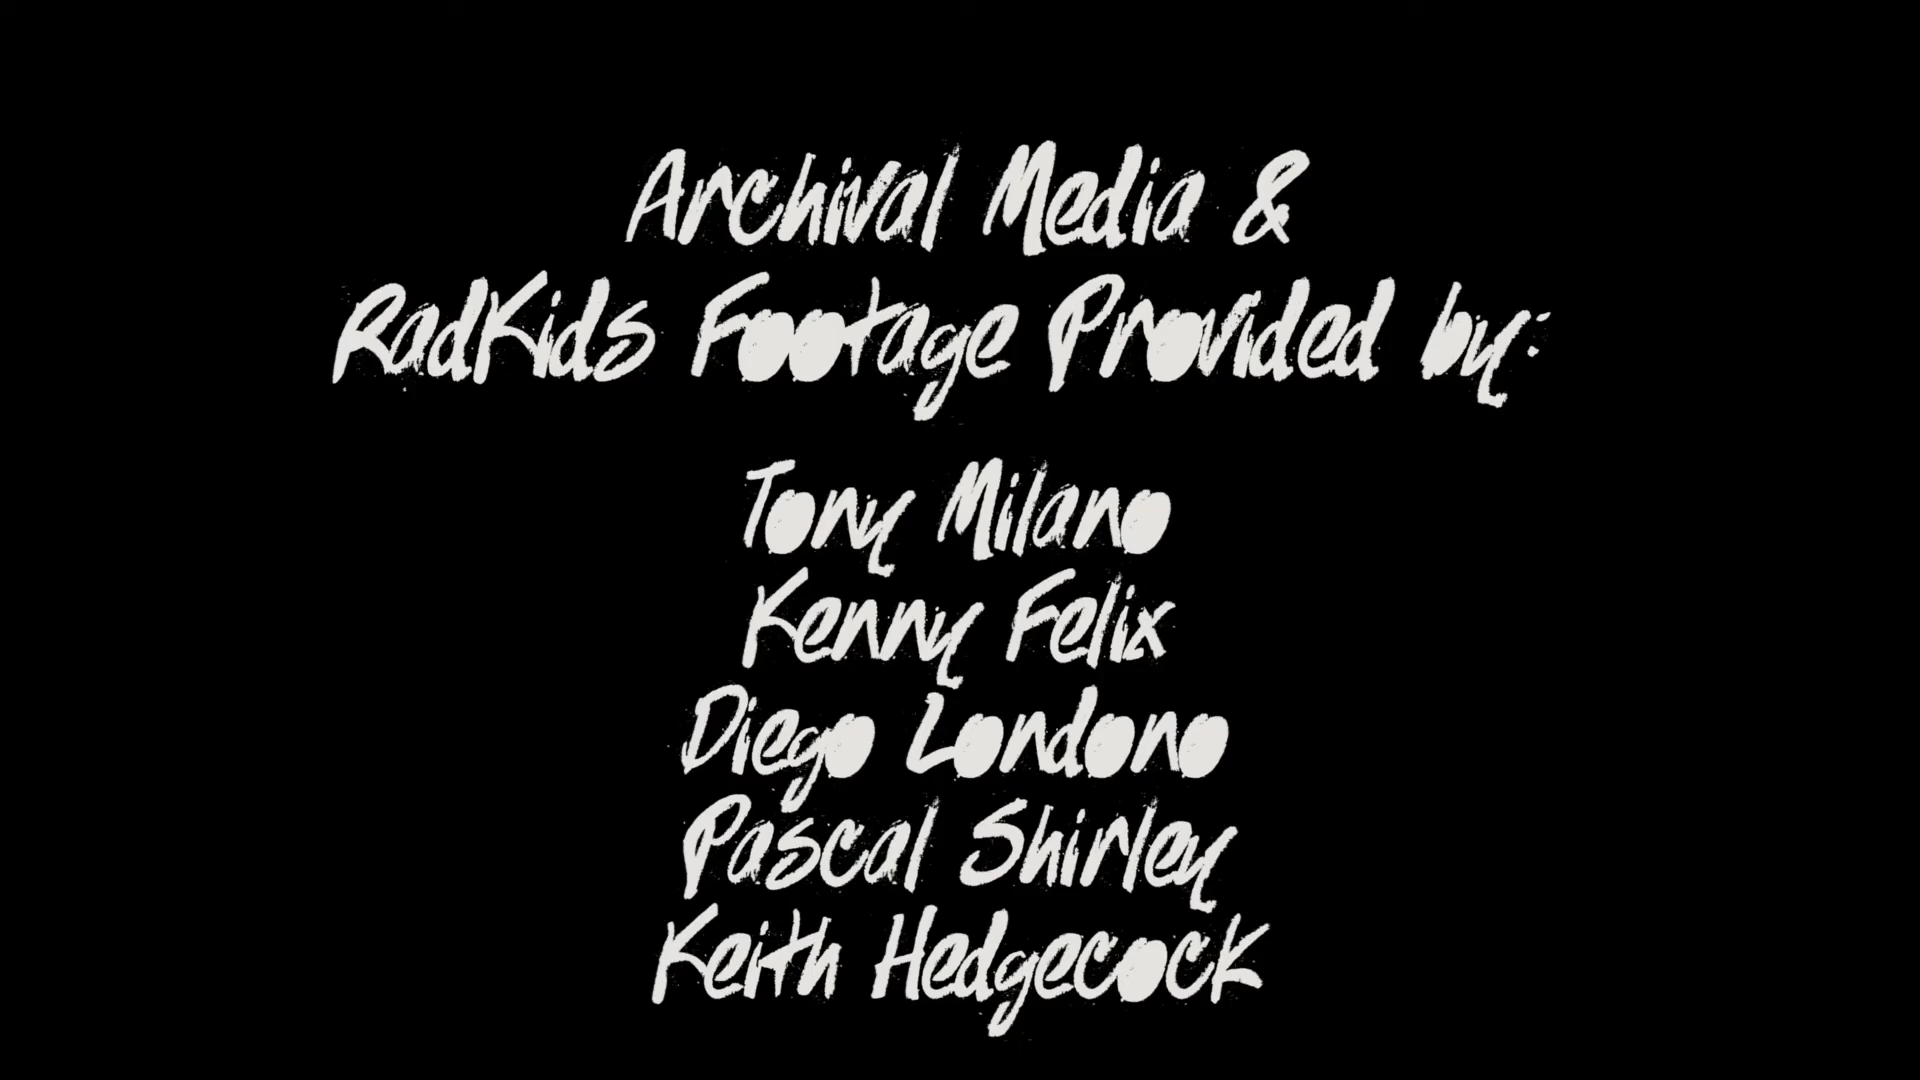 Archival Media &
RadKids Footage Provided by:
Tony Milano
Kenny Felix
Diego Londono
Pascal Shirley
Keith Hedgecock